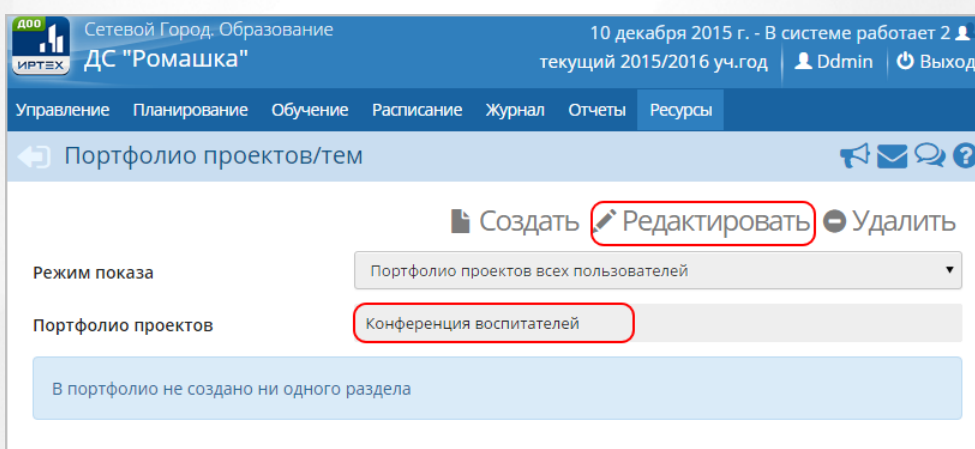 ДОО
ИРТЕХ
Сетевой Город. Образование
ДС "Ромашка"
10 декабря 2015 г. - В системе работает 2
текущий 2015/2016 уч.год Ddmin Выход
Управление Планирование Обучение Расписание Журнал Отчеты Ресурсы
Портфолио проектов/тем
Создать Редактировать Удалить
Режим показа Портфолио проектов всех пользователей
Портфолио проектов Конференция воспитателей
В портфолио не создано ни одного раздела